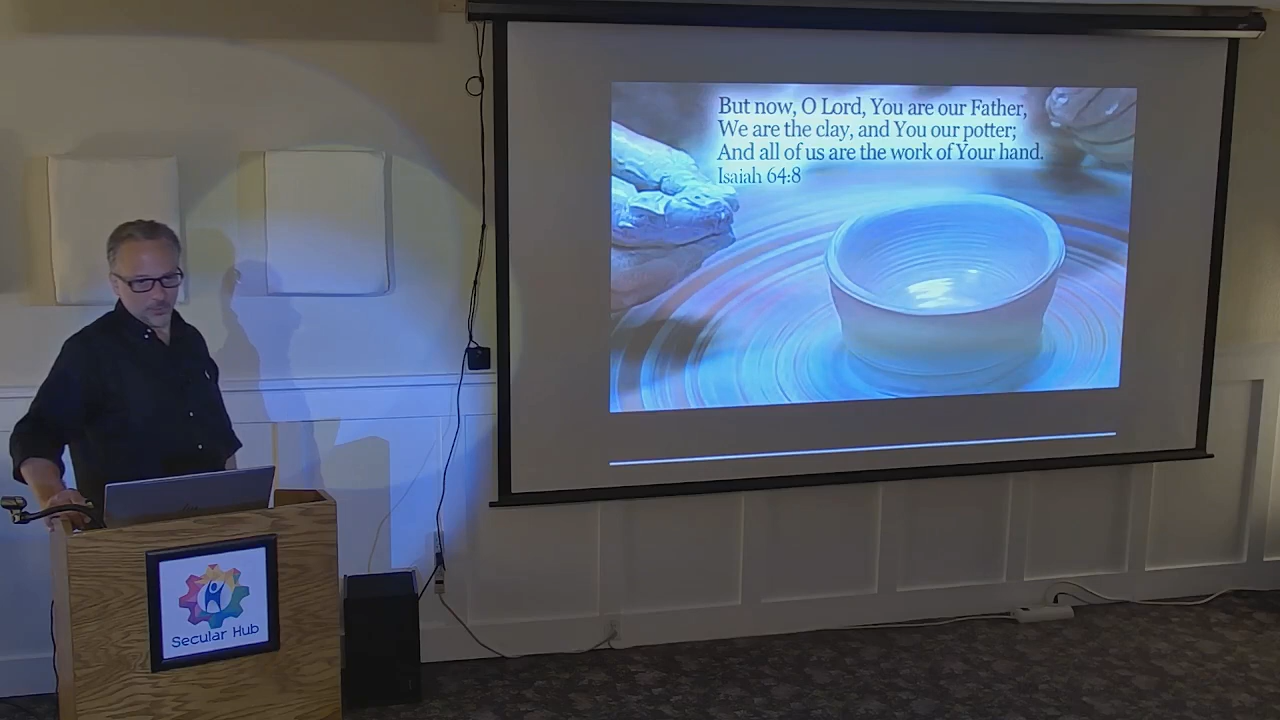 But now, O Lord, You are our Father,
We are the clay, and You our potter;
And all of us are the work of Your hand.
Isaiah 64:8
Secular Hub